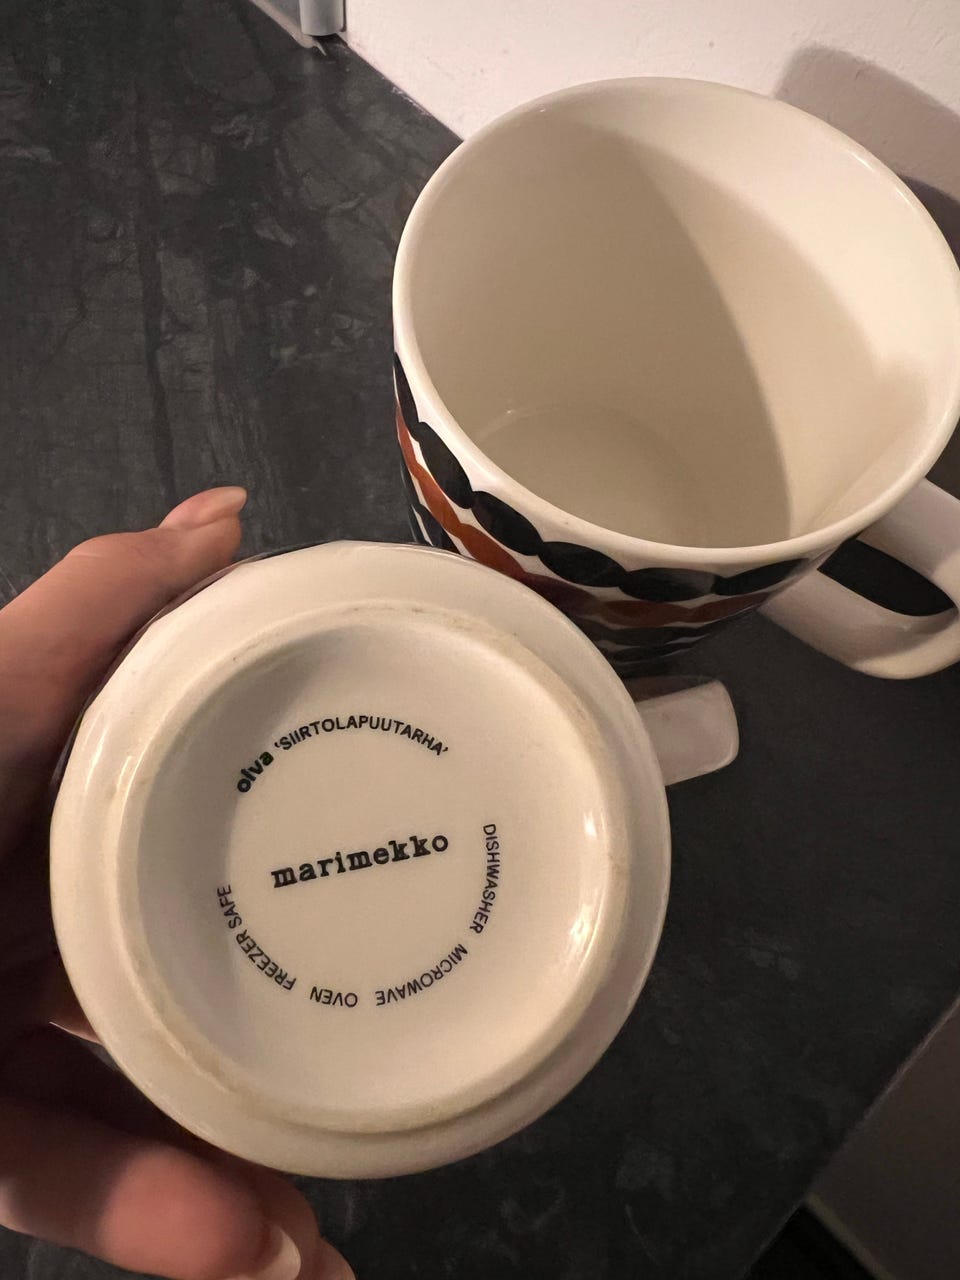 oiva 'SIIRTOLAPUUTARHA'
marimekko
DISHWASHER MICROWAVE OVEN FREEZER SAFE